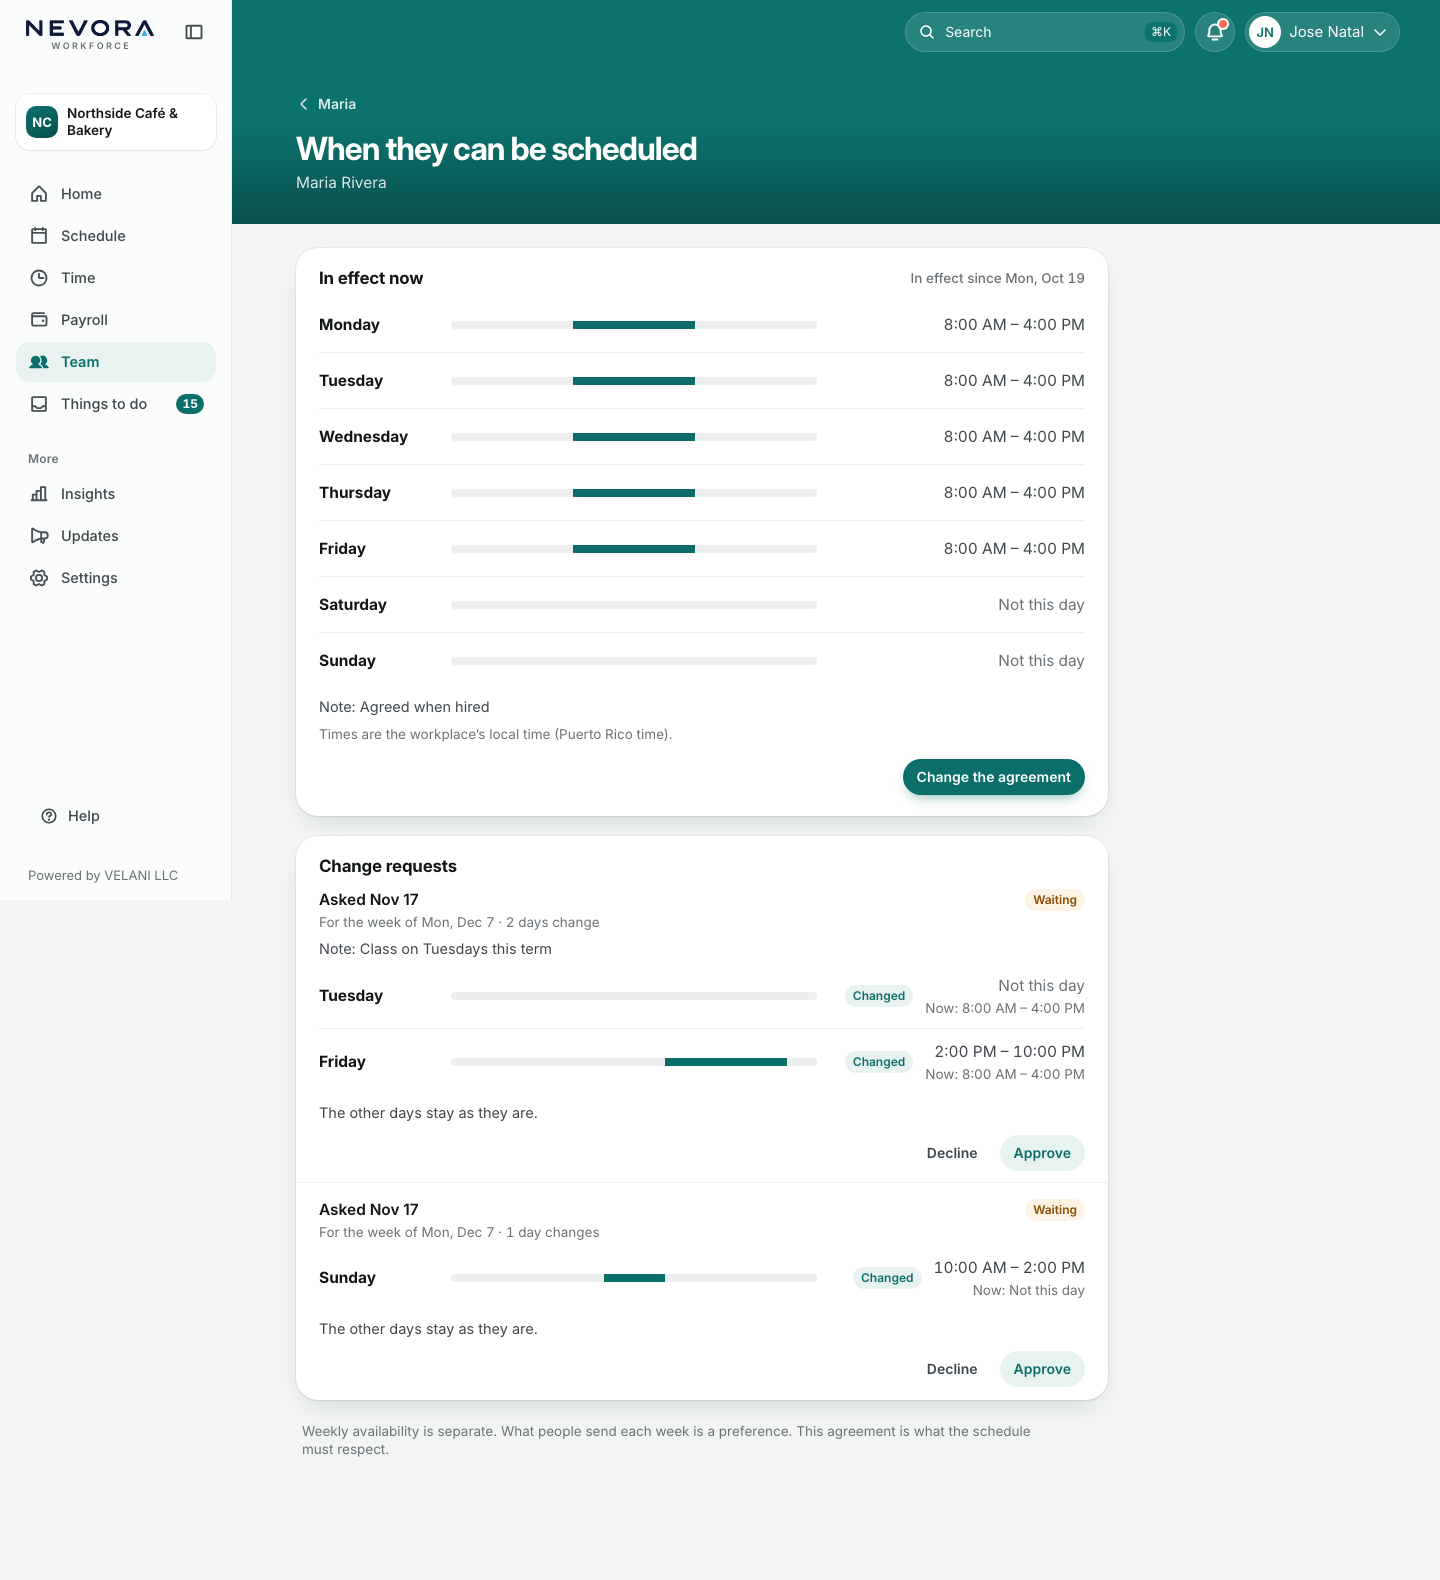 NEVORA
WORKFORCE
Search
⌘K
JN
Jose Natal
NC
Northside Café &
Bakery
Home
Schedule
Time
Payroll
Team
Things to do
15
More
Insights
Updates
Settings
Help
Powered by VELANI LLC
Maria
When they can be scheduled
Maria Rivera
In effect now
In effect since Mon, Oct 19
Monday
8:00 AM – 4:00 PM
Tuesday
8:00 AM – 4:00 PM
Wednesday
8:00 AM – 4:00 PM
Thursday
8:00 AM – 4:00 PM
Friday
8:00 AM – 4:00 PM
Saturday
Not this day
Sunday
Not this day
Note: Agreed when hired
Times are the workplace’s local time (Puerto Rico time).
Change the agreement
Change requests
Asked Nov 17
Waiting
For the week of Mon, Dec 7 · 2 days change
Note: Class on Tuesdays this term
Tuesday
Changed
Not this day
Now: 8:00 AM – 4:00 PM
Friday
Changed
2:00 PM – 10:00 PM
Now: 8:00 AM – 4:00 PM
The other days stay as they are.
Decline
Approve
Asked Nov 17
Waiting
For the week of Mon, Dec 7 · 1 day changes
Sunday
Changed
10:00 AM – 2:00 PM
Now: Not this day
The other days stay as they are.
Decline
Approve
Weekly availability is separate. What people send each week is a preference. This agreement is what the schedule
must respect.